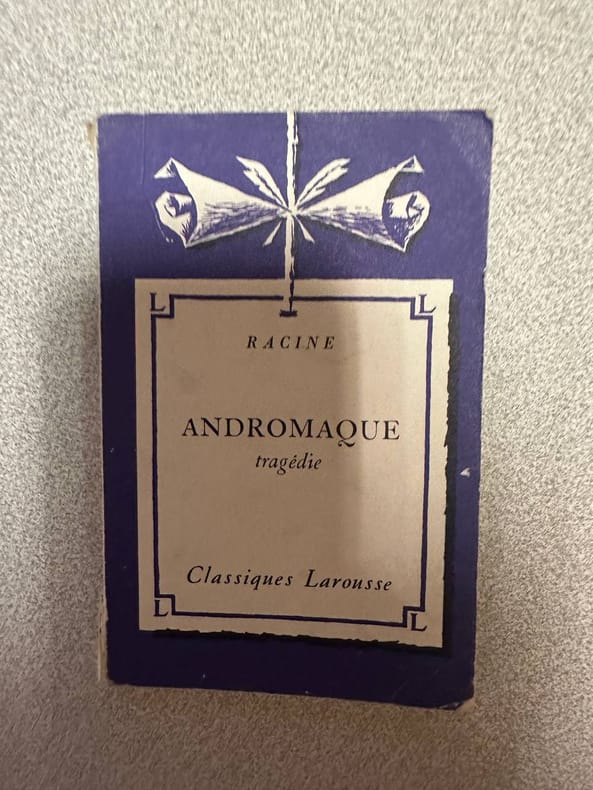 L L
RACINE
ANDROMAQUE
tragédie
Classiques Larousse
L L